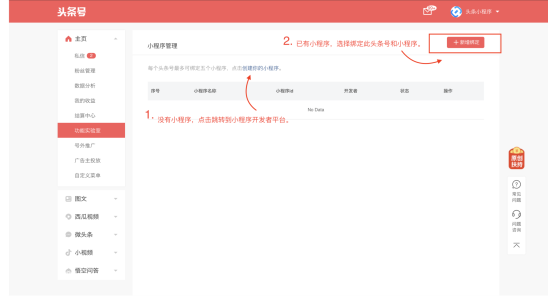 头条号
头条小程序
主页
私信
粉丝管理
数据分析
我的收益
结算中心
功能实验室
号外推广
广告主投放
自定义菜单
图文
西瓜视频
微头条
小视频
悟空问答
小程序管理
2. 已有小程序，选择绑定此头条号和小程序。
+ 新增绑定
每个头条号最多可绑定五个小程序，点击创建你的小程序。
序号 小程序名称 小程序id 开发者 状态 操作
No Data
1. 没有小程序，点击跳转到小程序开发者平台。
原创
扶持
常见
问题
问题
咨询